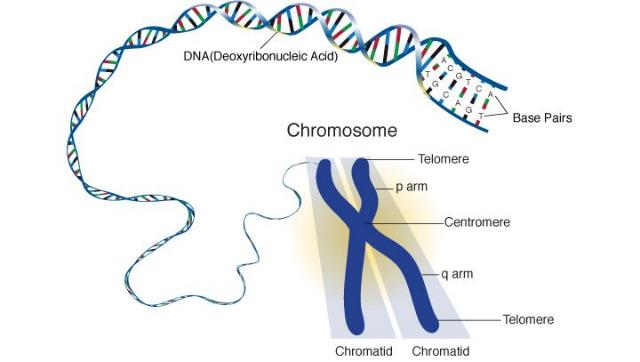 DNA(Deoxyribonucleic Acid)
A C G T C A
T G C A G T
Base Pairs
Chromosome
Telomere
p arm
Centromere
q arm
Telomere
Chromatid Chromatid